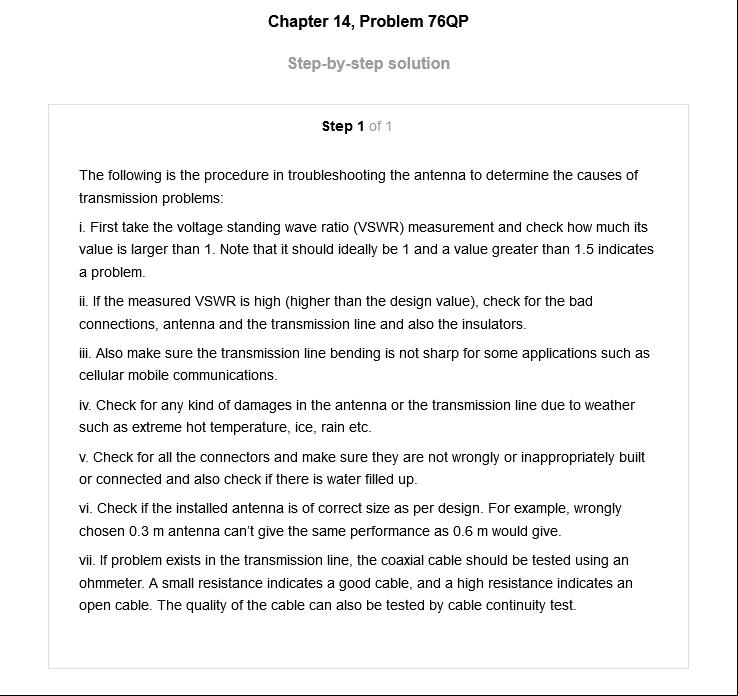 Chapter 14, Problem 76QP
Step-by-step solution
Step 1 of 1
The following is the procedure in troubleshooting the antenna to determine the causes of
transmission problems:
i. First take the voltage standing wave ratio (VSWR) measurement and check how much its
value is larger than 1. Note that it should ideally be 1 and a value greater than 1.5 indicates
a problem.
ii. If the measured VSWR is high (higher than the design value), check for the bad
connections, antenna and the transmission line and also the insulators.
iii. Also make sure the transmission line bending is not sharp for some applications such as
cellular mobile communications.
iv. Check for any kind of damages in the antenna or the transmission line due to weather
such as extreme hot temperature, ice, rain etc.
v. Check for all the connectors and make sure they are not wrongly or inappropriately built
or connected and also check if there is water filled up.
vi. Check if the installed antenna is of correct size as per design. For example, wrongly
chosen 0.3 m antenna can’t give the same performance as 0.6 m would give.
vii. If problem exists in the transmission line, the coaxial cable should be tested using an
ohmmeter. A small resistance indicates a good cable, and a high resistance indicates an
open cable. The quality of the cable can also be tested by cable continuity test.